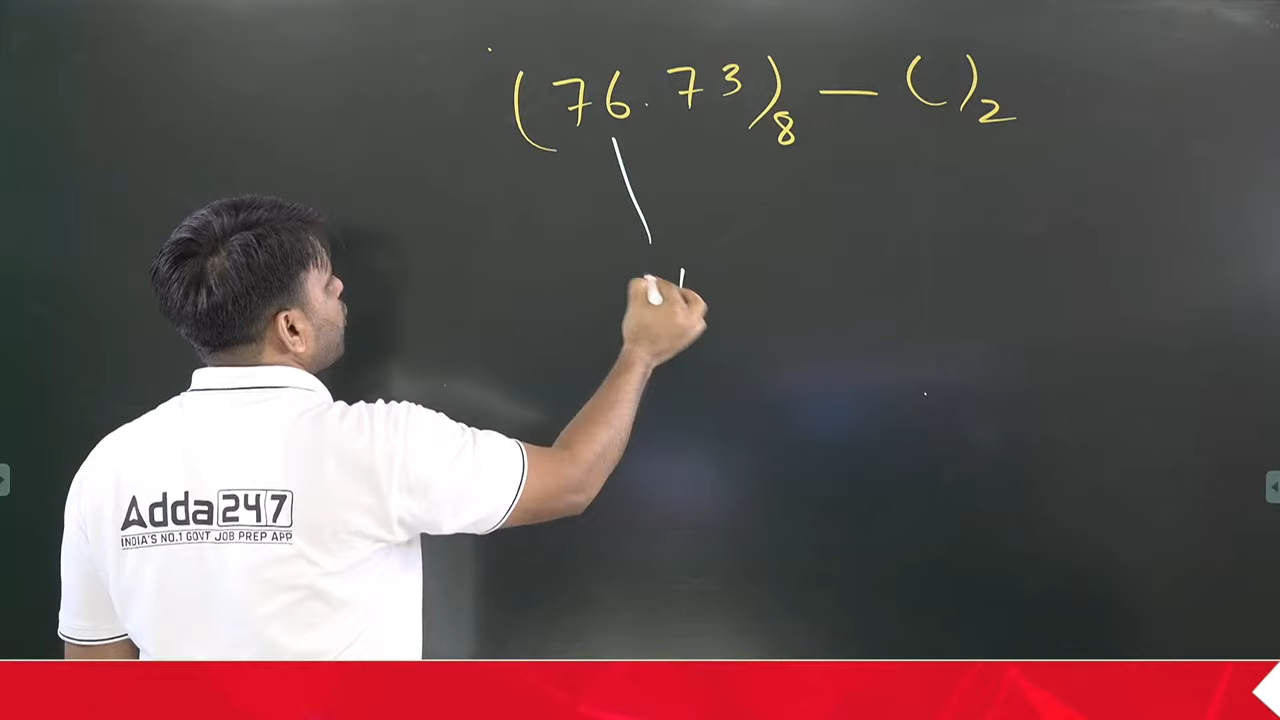 (76.73)₈ — ( )₂
Adda247
INDIA'S NO.1 GOVT JOB PREP APP